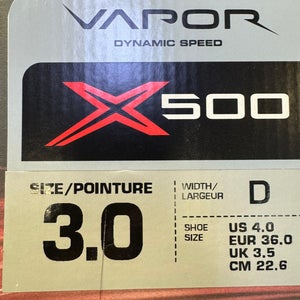 VAPOR
DYNAMIC SPEED
X500
SIZE/POINTURE
3.0
WIDTH/
LARGEUR
D
SHOE
SIZE
US 4.0
EUR 36.0
UK 3.5
CM 22.6